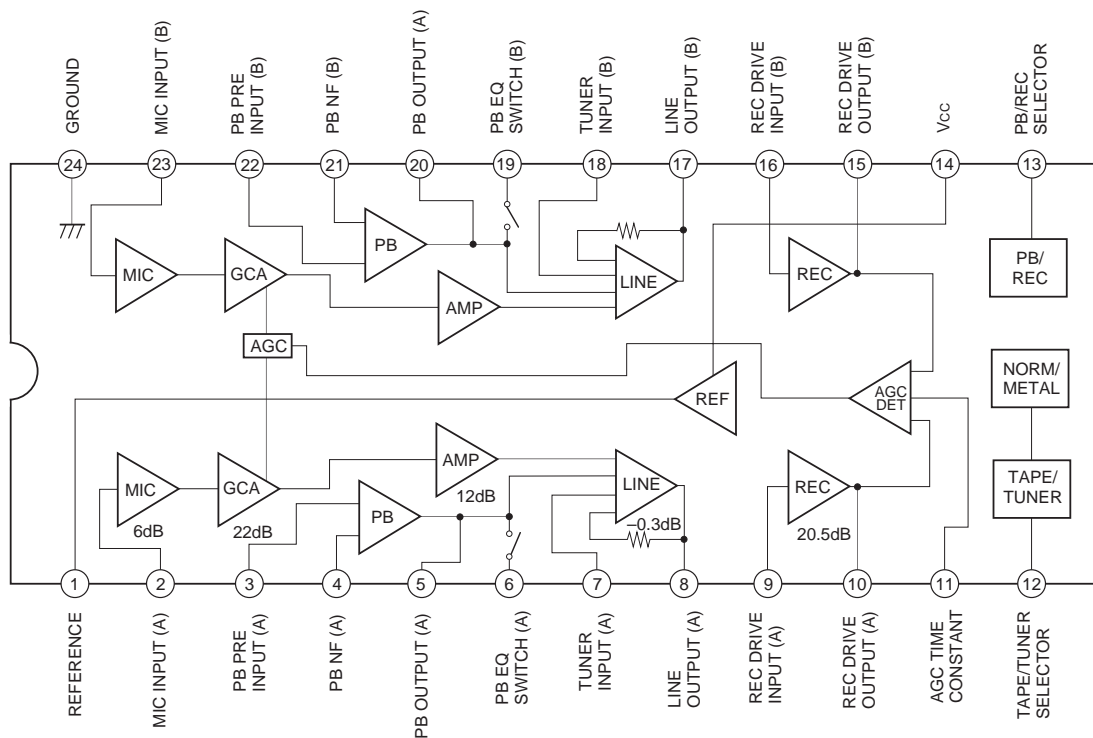 GROUND
MIC INPUT (B)
PB PRE
INPUT (B)
PB NF (B)
PB OUTPUT (A)
PB EQ
SWITCH (B)
TUNER
INPUT (B)
LINE
OUTPUT (B)
REC DRIVE
INPUT (B)
REC DRIVE
OUTPUT (B)
Vcc
PB/REC
SELECTOR
24
23
22
21
20
19
18
17
16
15
14
13
MIC
GCA
PB
AMP
LINE
REC
PB/
REC
AGC
REF
AGC
DET
NORM/
METAL
MIC
6dB
GCA
22dB
PB
AMP
12dB
LINE
–0.3dB
REC
20.5dB
TAPE/
TUNER
1
2
3
4
5
6
7
8
9
10
11
12
REFERENCE
MIC INPUT (A)
PB PRE
INPUT (A)
PB NF (A)
PB OUTPUT (A)
PB EQ
SWITCH (A)
TUNER
INPUT (A)
LINE
OUTPUT (A)
REC DRIVE
INPUT (A)
REC DRIVE
OUTPUT (A)
AGC TIME
CONSTANT
TAPE/TUNER
SELECTOR